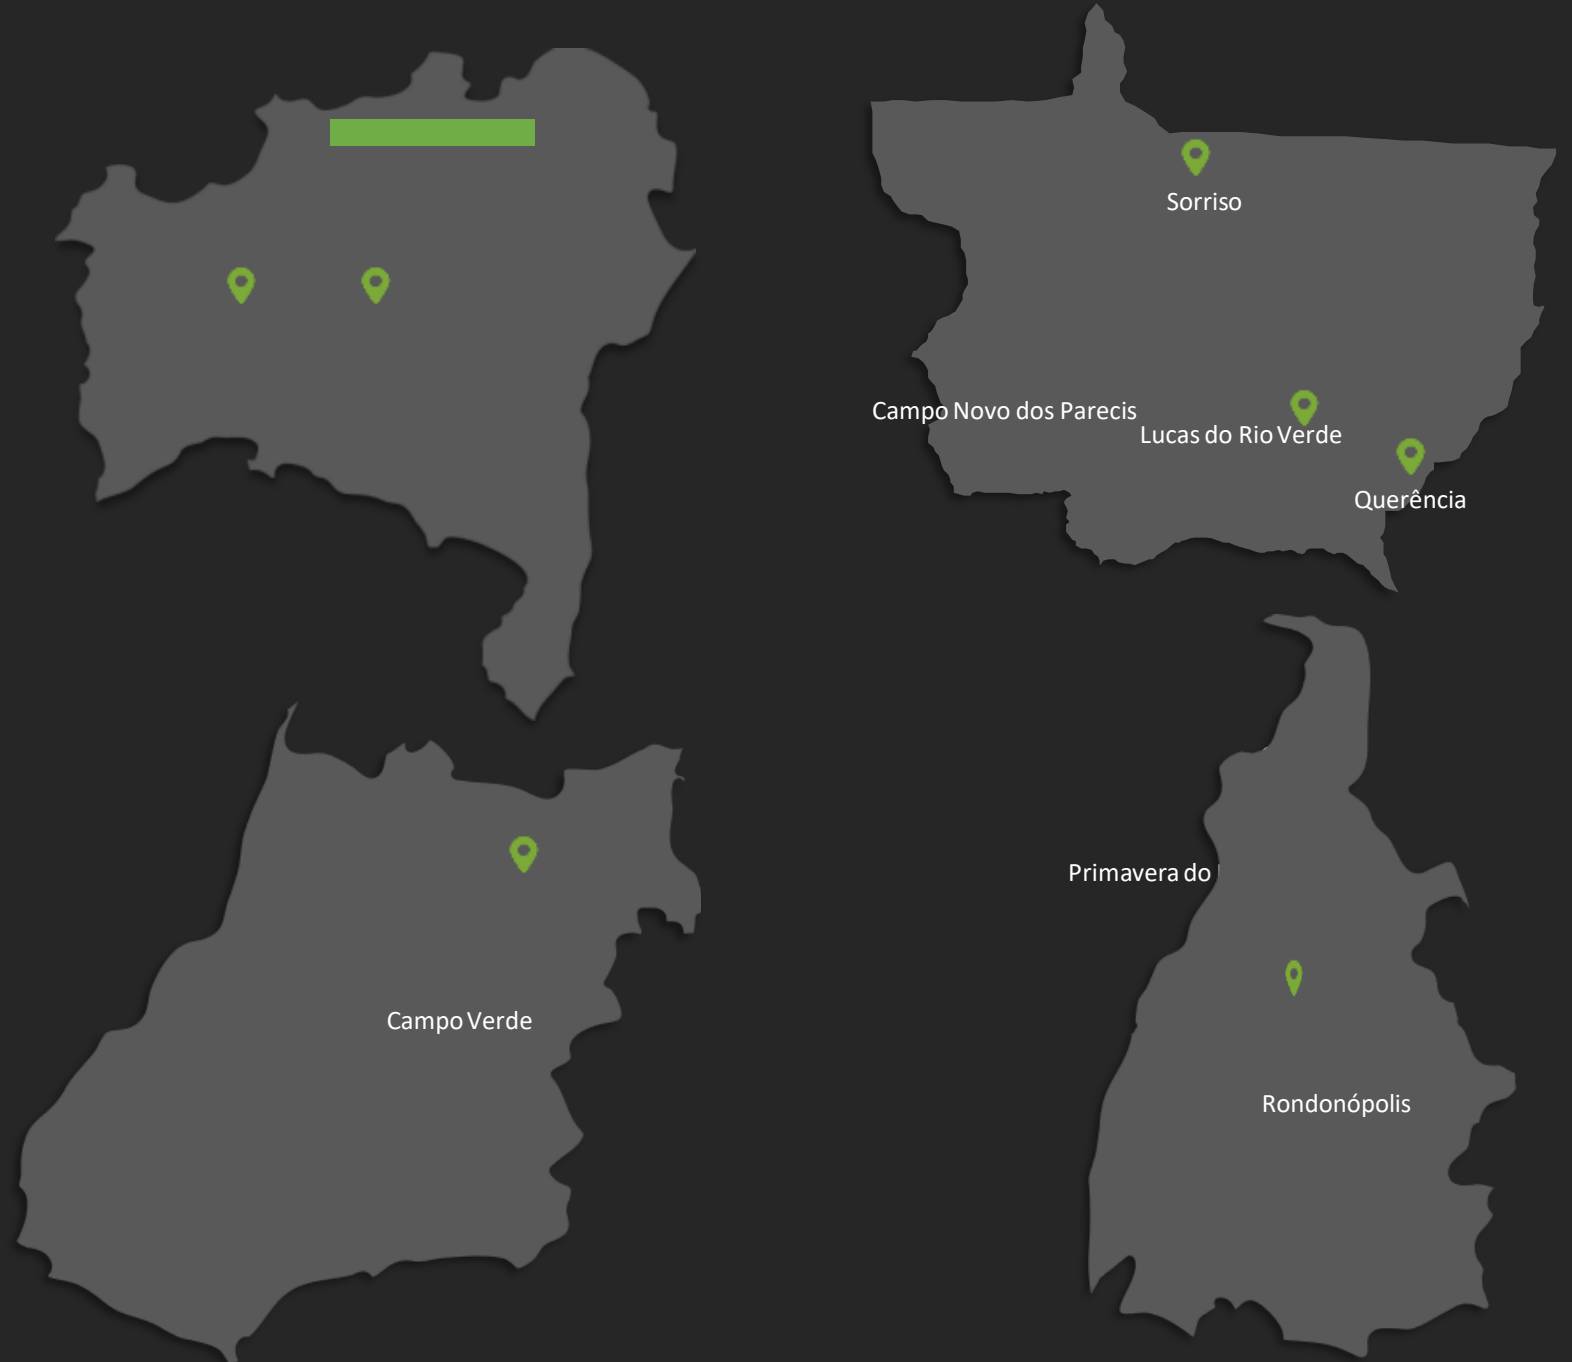 Sorriso
Campo Novo dos Parecis
Lucas do Rio Verde
Querência
Primavera do
Campo Verde
Rondonópolis